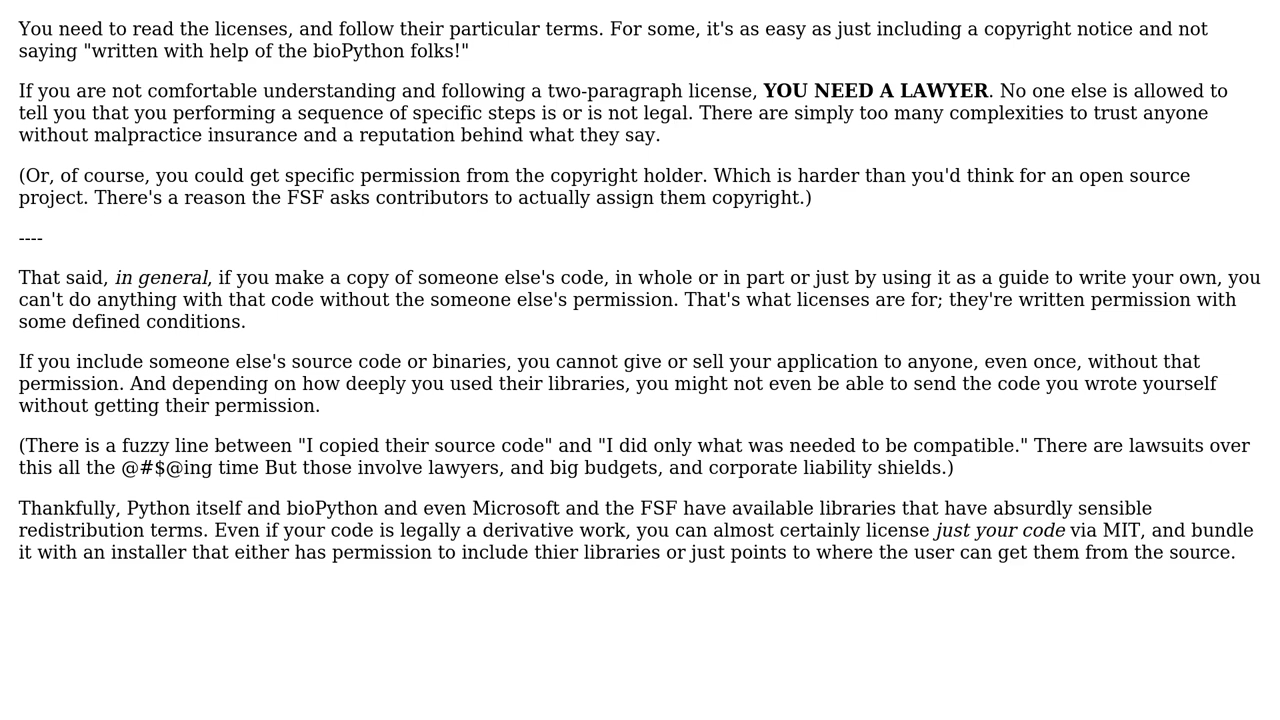 You need to read the licenses, and follow their particular terms. For some, it's as easy as just including a copyright notice and not
saying "written with help of the bioPython folks!"
If you are not comfortable understanding and following a two-paragraph license, YOU NEED A LAWYER. No one else is allowed to
tell you that you performing a sequence of specific steps is or is not legal. There are simply too many complexities to trust anyone
without malpractice insurance and a reputation behind what they say.
(Or, of course, you could get specific permission from the copyright holder. Which is harder than you'd think for an open source
project. There's a reason the FSF asks contributors to actually assign them copyright.)
----
That said, in general, if you make a copy of someone else's code, in whole or in part or just by using it as a guide to write your own, you
can't do anything with that code without the someone else's permission. That's what licenses are for; they're written permission with
some defined conditions.
If you include someone else's source code or binaries, you cannot give or sell your application to anyone, even once, without that
permission. And depending on how deeply you used their libraries, you might not even be able to send the code you wrote yourself
without getting their permission.
(There is a fuzzy line between "I copied their source code" and "I did only what was needed to be compatible." There are lawsuits over
this all the @#$@ing time But those involve lawyers, and big budgets, and corporate liability shields.)
Thankfully, Python itself and bioPython and even Microsoft and the FSF have available libraries that have absurdly sensible
redistribution terms. Even if your code is legally a derivative work, you can almost certainly license just your code via MIT, and bundle
it with an installer that either has permission to include thier libraries or just points to where the user can get them from the source.